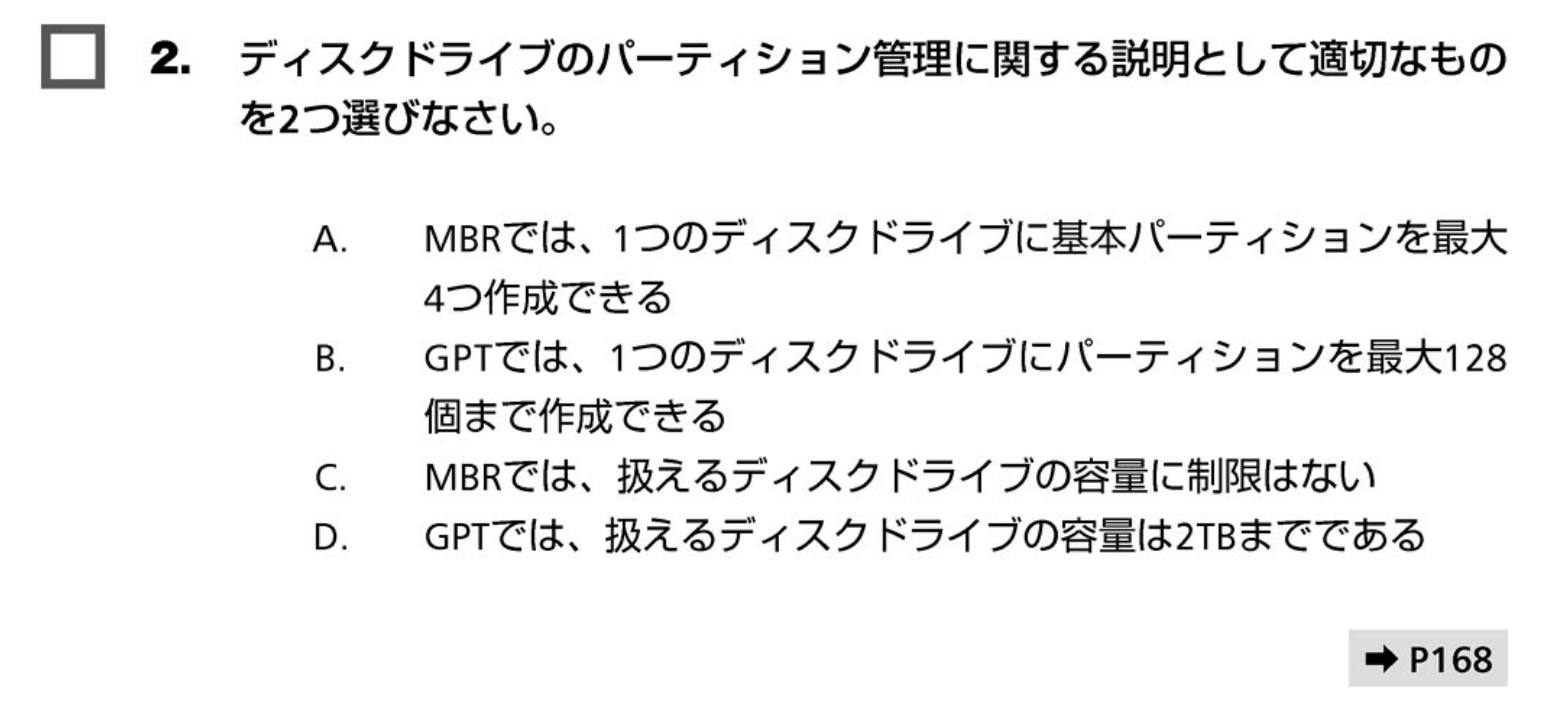 2. ディスクドライブのパーティション管理に関する説明として適切なもの
を2つ選びなさい。
A. MBRでは、1つのディスクドライブに基本パーティションを最大
4つ作成できる
B. GPTでは、1つのディスクドライブにパーティションを最大128
個まで作成できる
C. MBRでは、扱えるディスクドライブの容量に制限はない
D. GPTでは、扱えるディスクドライブの容量は2TBまでである
➡ P168